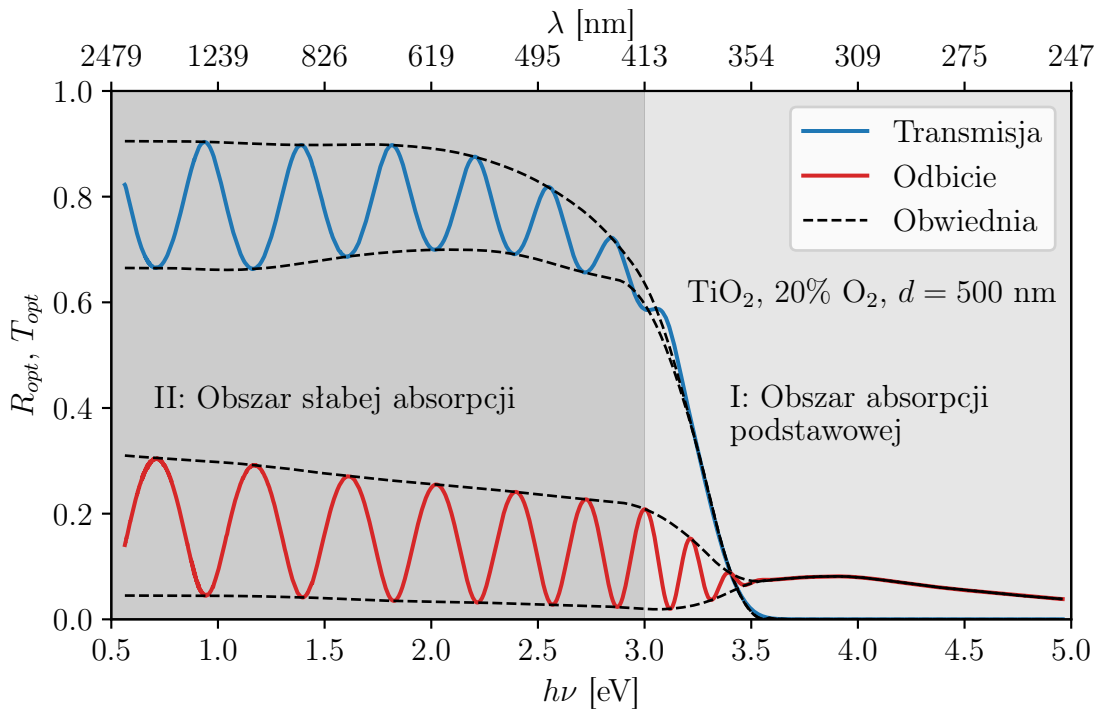 λ [nm]
2479 1239 826 619 495 413 354 309 275 247
1.0
0.8
0.6
0.4
0.2
0.0
R_opt, T_opt
Transmisja
Odbicie
Obwiednia
TiO₂, 20% O₂, d = 500 nm
II: Obszar słabej absorpcji
I: Obszar absorpcji
podstawowej
0.5 1.0 1.5 2.0 2.5 3.0 3.5 4.0 4.5 5.0
hν [eV]